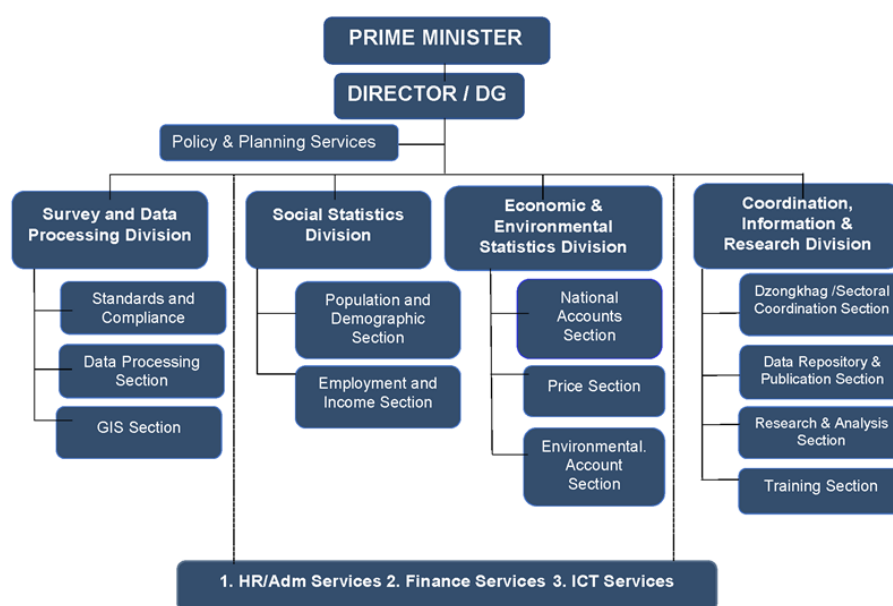 PRIME MINISTER
DIRECTOR / DG
Policy & Planning Services
Survey and Data
Processing Division
Standards and
Compliance
Data Processing
Section
GIS Section
Social Statistics
Division
Population and
Demographic
Section
Employment and
Income Section
Economic &
Environmental
Statistics Division
National
Accounts
Section
Price Section
Environmental.
Account
Section
Coordination,
Information &
Research Division
Dzongkhag /Sectoral
Coordination Section
Data Repository &
Publication Section
Research & Analysis
Section
Training Section
1. HR/Adm Services 2. Finance Services 3. ICT Services